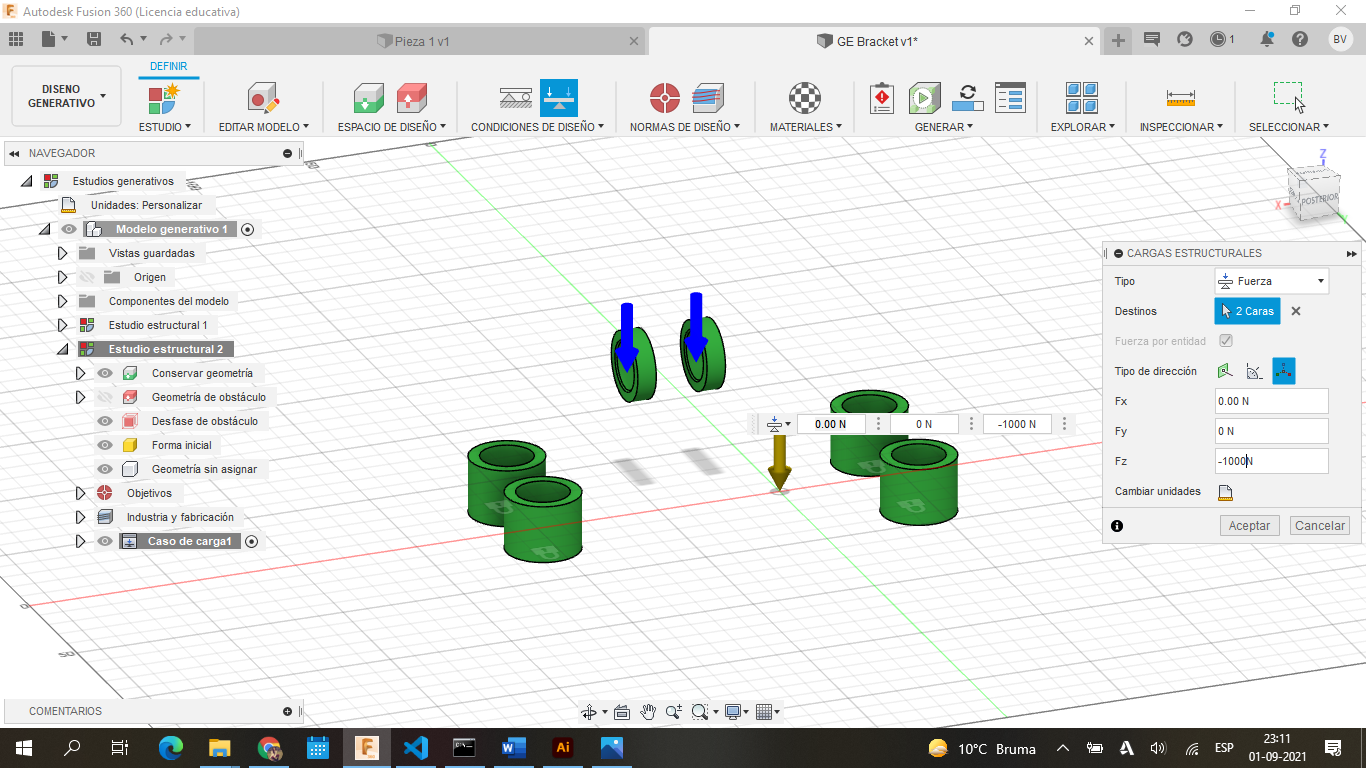 Autodesk Fusion 360 (Licencia educativa)
Pieza 1 v1
GE Bracket v1*
1
BV
DISEÑO GENERATIVO
DEFINIR
ESTUDIO
EDITAR MODELO
ESPACIO DE DISEÑO
CONDICIONES DE DISEÑO
NORMAS DE DISEÑO
MATERIALES
GENERAR
EXPLORAR
INSPECCIONAR
SELECCIONAR
NAVEGADOR
Estudios generativos
Unidades: Personalizar
Modelo generativo 1
Vistas guardadas
Origen
Componentes del modelo
Estudio estructural 1
Estudio estructural 2
Conservar geometría
Geometría de obstáculo
Desfase de obstáculo
Forma inicial
Geometría sin asignar
Objetivos
Industria y fabricación
Caso de carga1
0.00 N
0 N
-1000 N
Z
X
POSTERIOR
CARGAS ESTRUCTURALES
Tipo
Fuerza
Destinos
2 Caras
Fuerza por entidad
Tipo de dirección
Fx
0.00 N
Fy
0 N
Fz
-1000N
Cambiar unidades
Aceptar
Cancelar
0
50
COMENTARIOS
Ai
10°C Bruma
ESP
23:11
01-09-2021